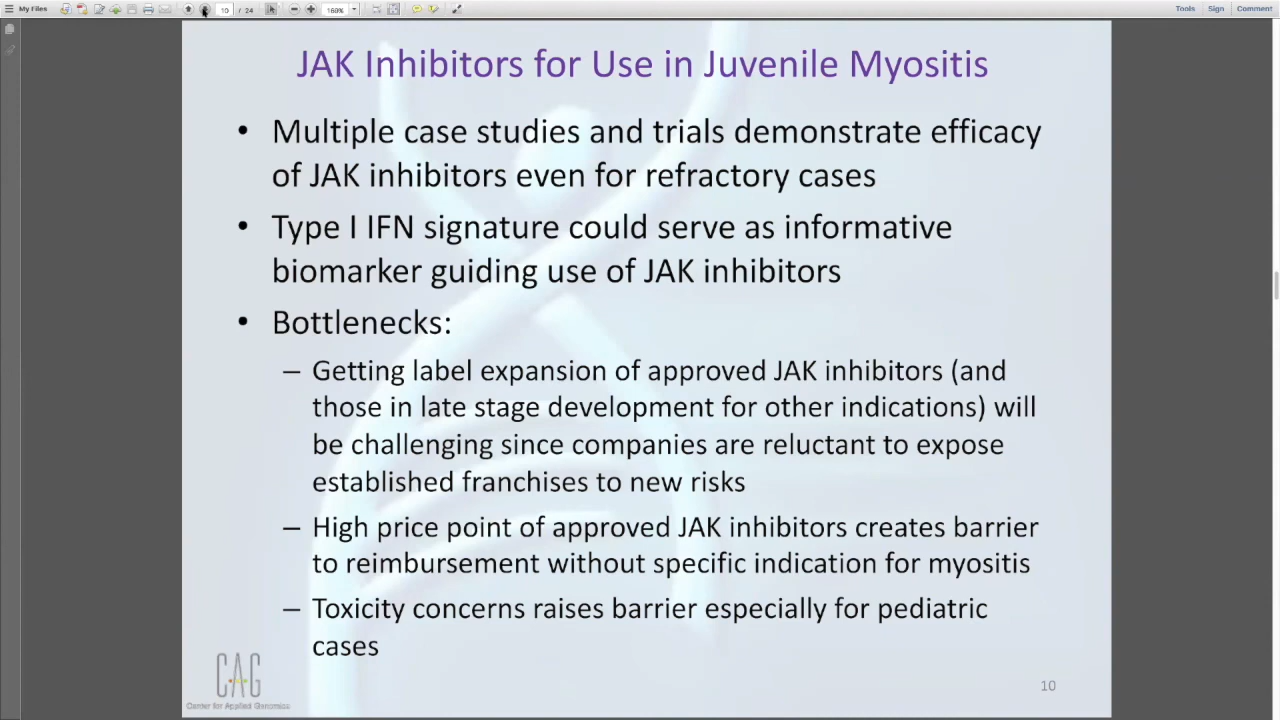 My Files
10 / 24
169%
Tools
Sign
Comment
JAK Inhibitors for Use in Juvenile Myositis
• Multiple case studies and trials demonstrate efficacy
of JAK inhibitors even for refractory cases
• Type I IFN signature could serve as informative
biomarker guiding use of JAK inhibitors
• Bottlenecks:
– Getting label expansion of approved JAK inhibitors (and
those in late stage development for other indications) will
be challenging since companies are reluctant to expose
established franchises to new risks
– High price point of approved JAK inhibitors creates barrier
to reimbursement without specific indication for myositis
– Toxicity concerns raises barrier especially for pediatric
cases
CAG
Center for Applied Genomics
10